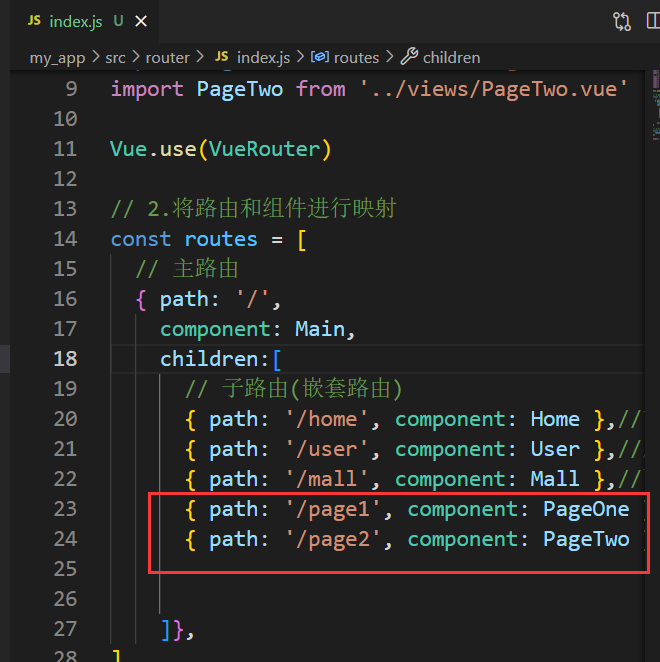 JS index.js U ×
my_app > src > router > JS index.js > routes > children
9 import PageTwo from '../views/PageTwo.vue'
10
11 Vue.use(VueRouter)
12
13 // 2.将路由和组件进行映射
14 const routes = [
15 // 主路由
16 { path: '/',
17 component: Main,
18 children:[
19 // 子路由(嵌套路由)
20 { path: '/home', component: Home },//
21 { path: '/user', component: User },//
22 { path: '/mall', component: Mall },//
23 { path: '/page1', component: PageOne
24 { path: '/page2', component: PageTwo
25
26
27 ]},
28 ]